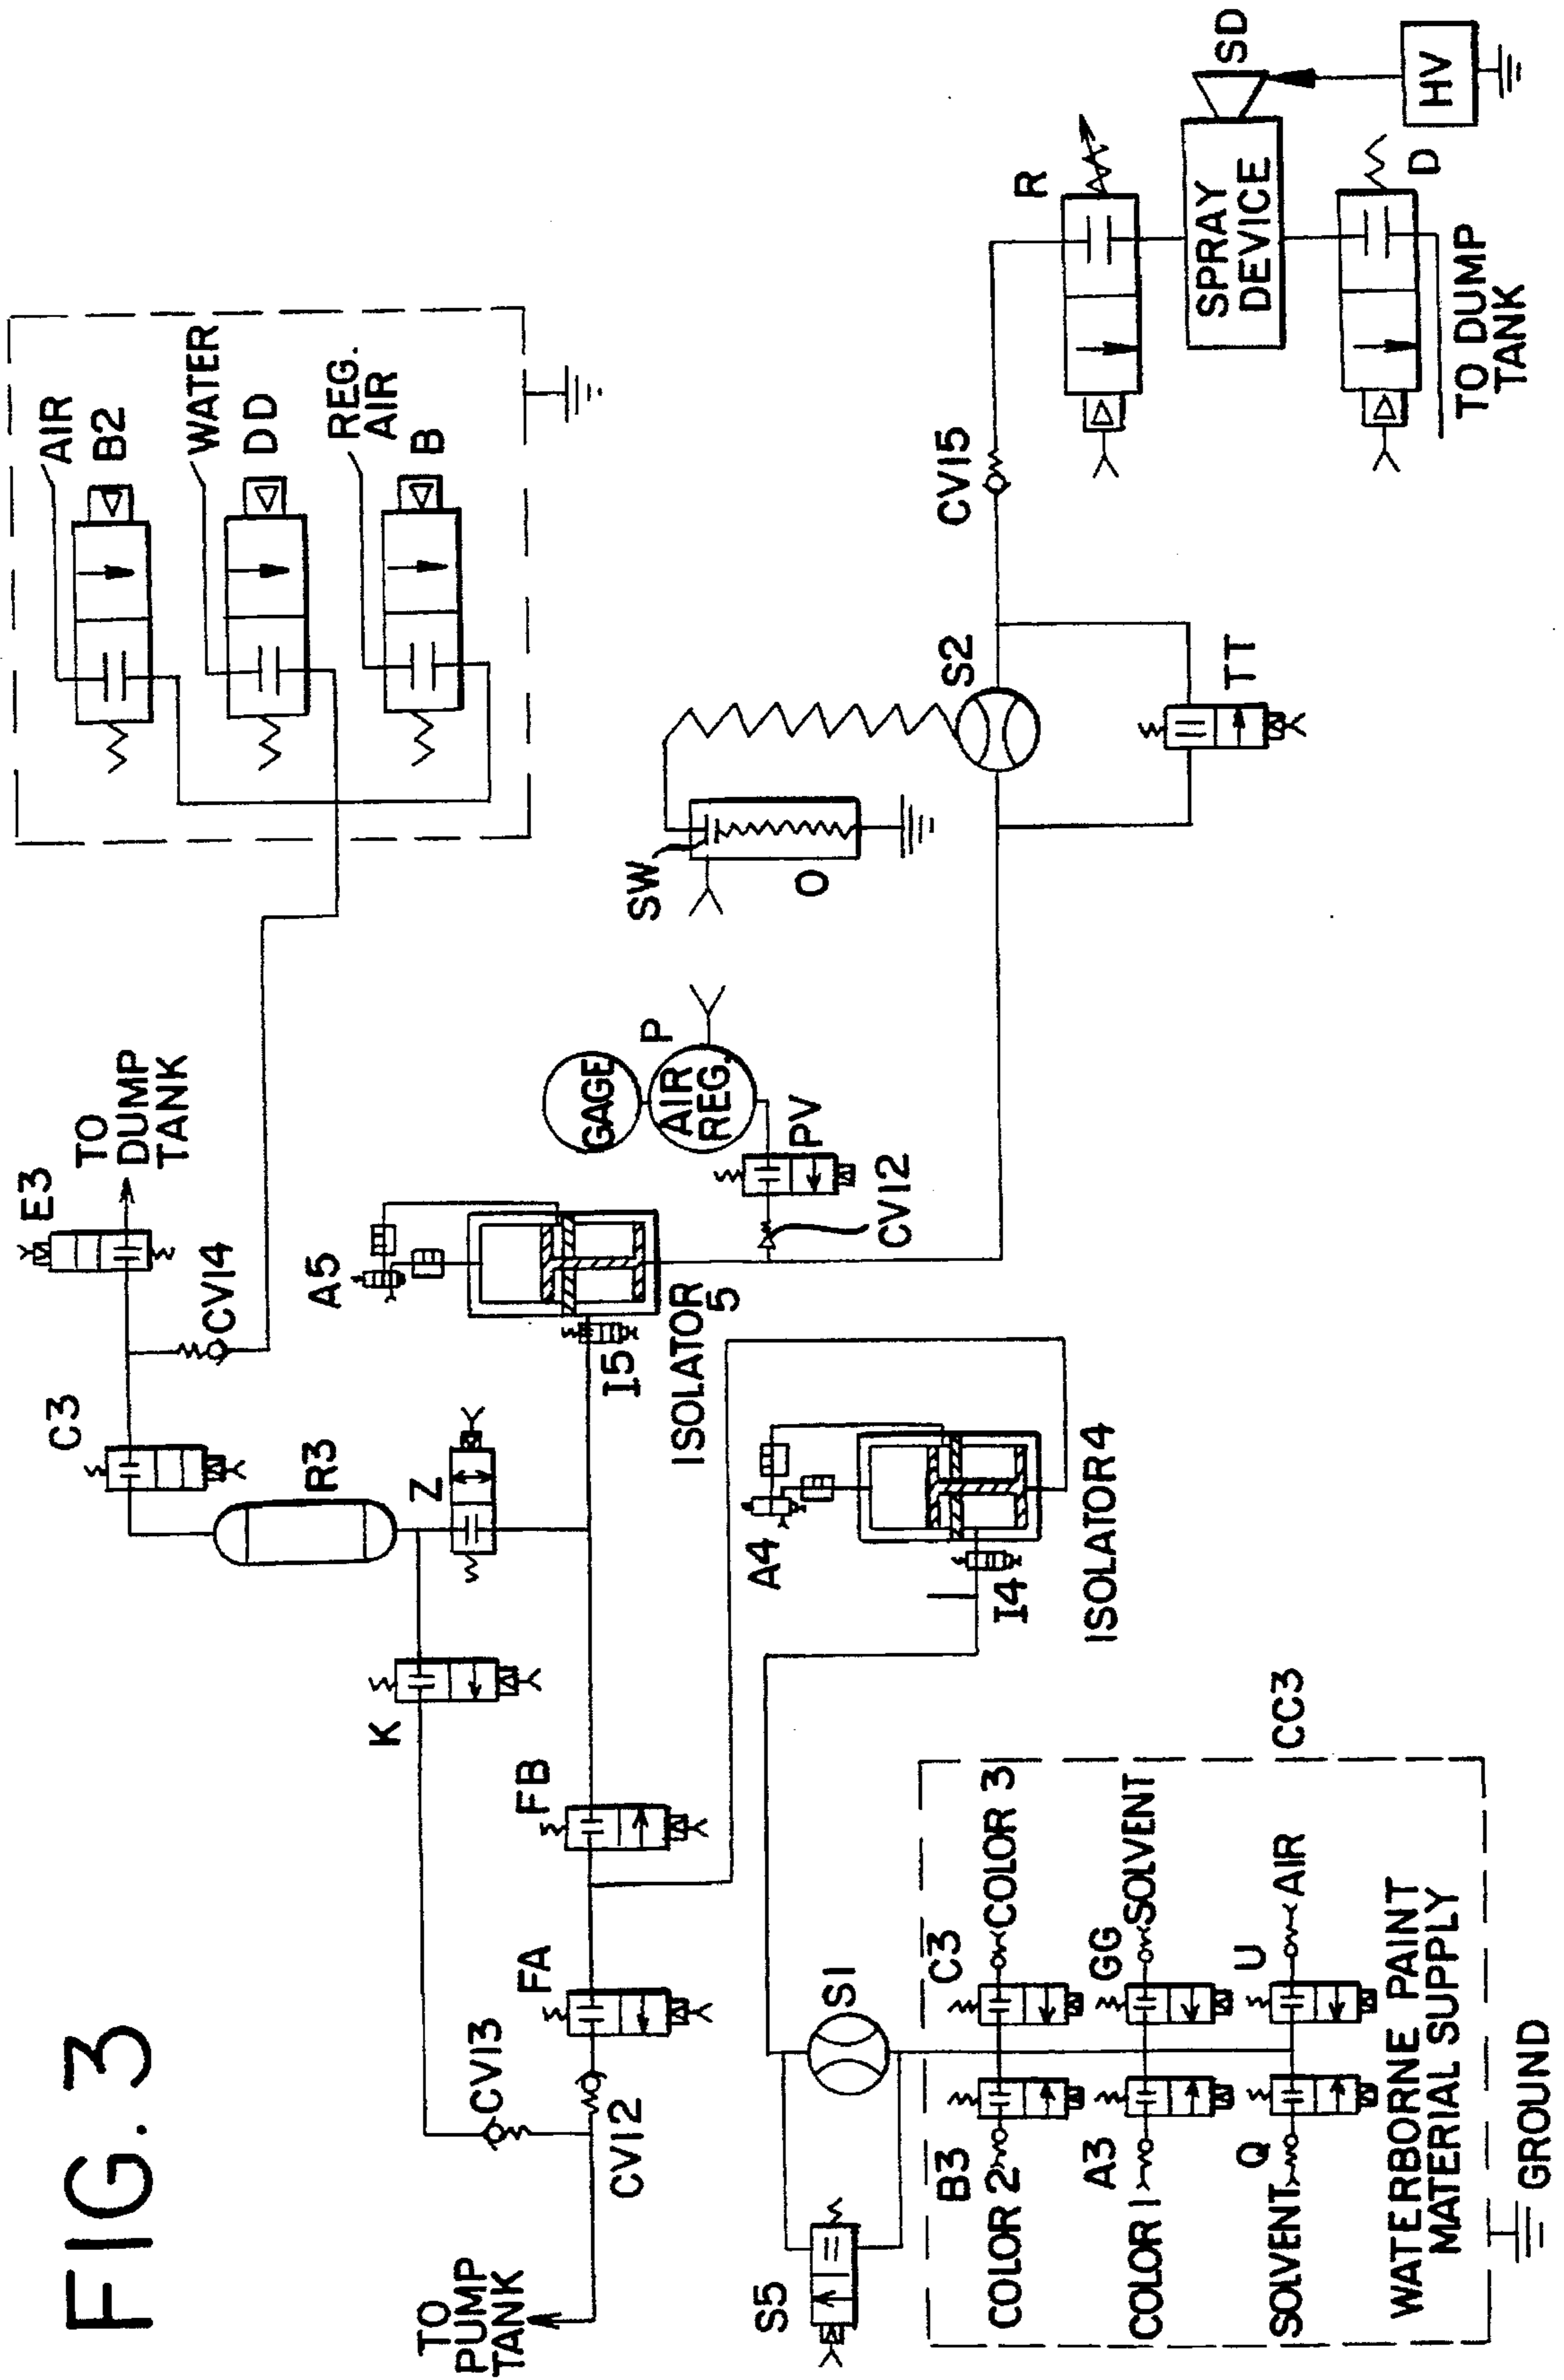 FIG. 3
TO
PUMP
TANK
CV13
CV12
FA
FB
K
Z
R3
C3
CV14
E3
TO
DUMP
TANK
AIR
B2
WATER
DD
REG.
AIR
B
A5
I5
ISOLATOR
5
GAGE
P
AIR
REG.
PV
CV12
SW
O
S2
TT
CV15
R
SPRAY
DEVICE
SD
HV
D
TO DUMP
TANK
A4
I4
ISOLATOR4
S1
S5
B3
COLOR 2
C3
COLOR 3
A3
COLOR 1
GG
SOLVENT
Q
SOLVENT
U
AIR
CC3
WATERBORNE PAINT
MATERIAL SUPPLY
GROUND